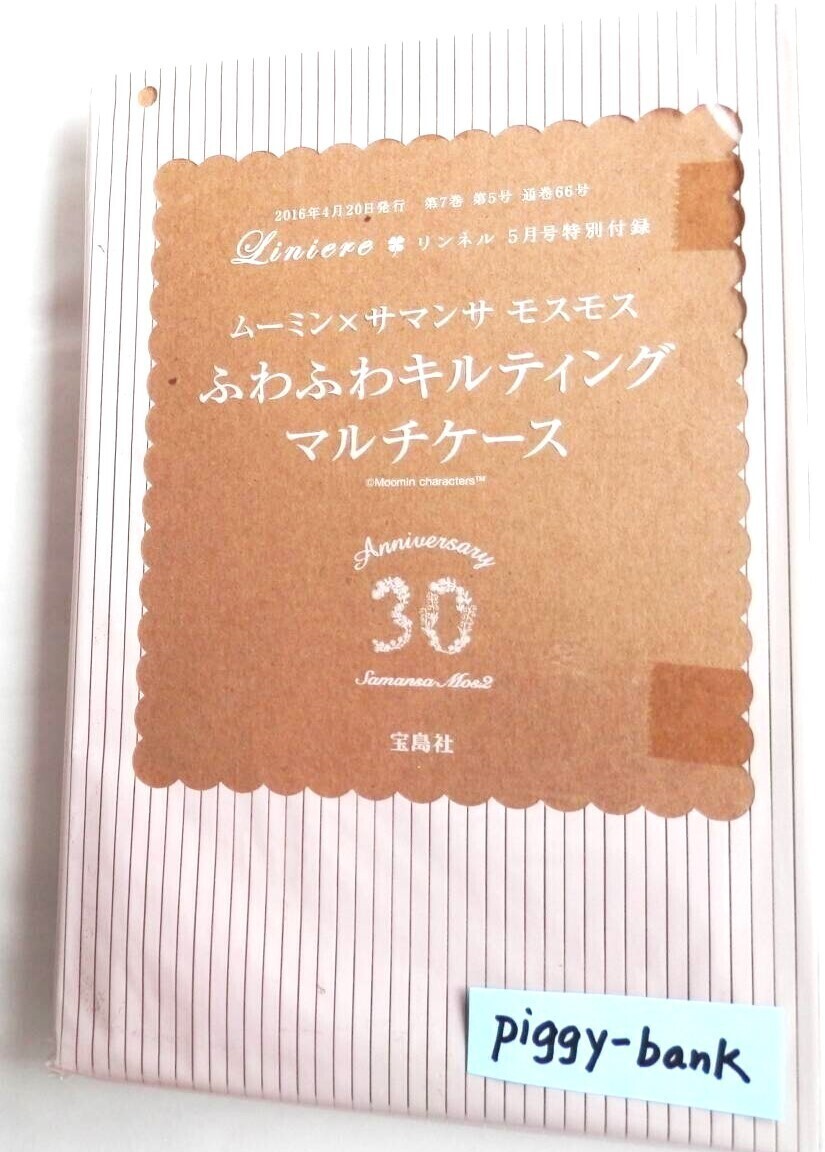 2016年4月20日発行 第7巻 第5号 通巻66号
Liniere リンネル 5月号特別付録
ムーミン×サマンサ モスモス
ふわふわキルティング
マルチケース
©Moomin characters™
Anniversary
30
Samansa Mos2
宝島社
piggy-bank